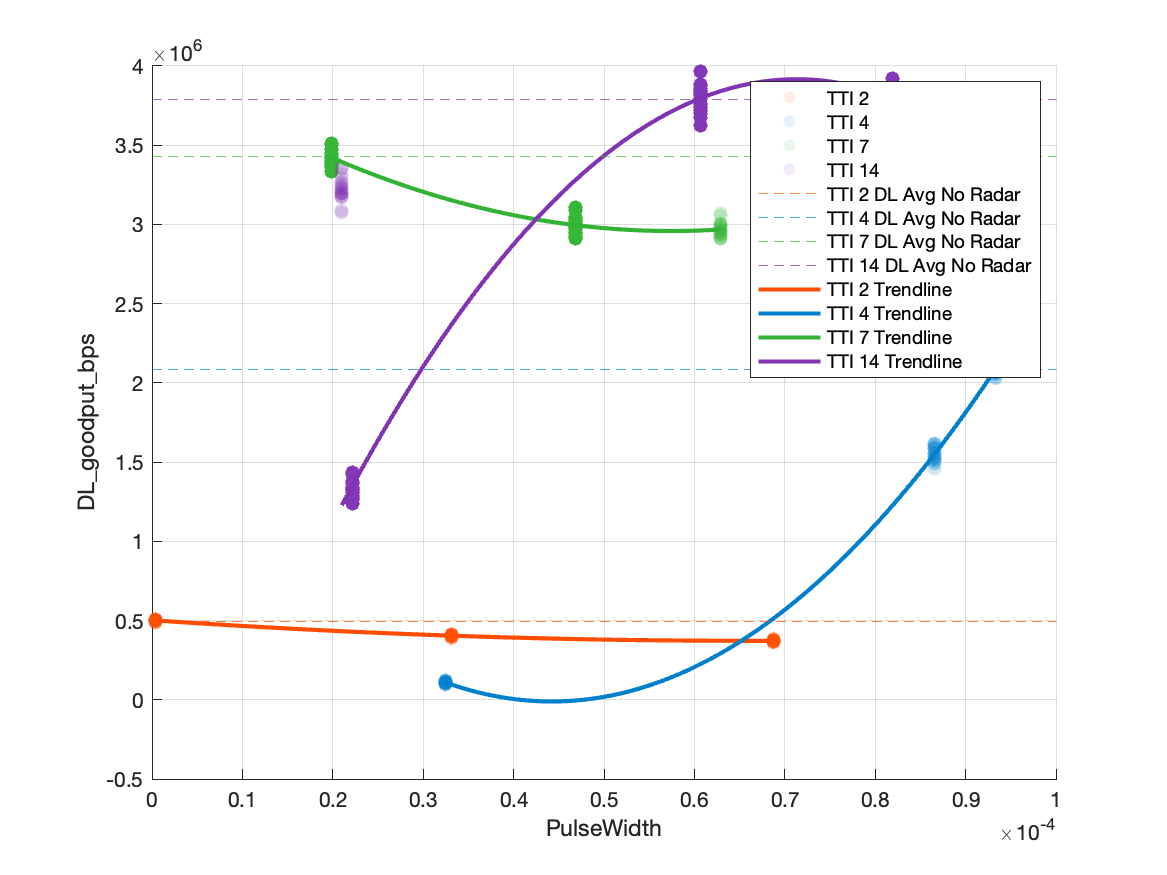 ×10⁶
4
3.5
3
2.5
2
1.5
1
0.5
0
-0.5
DL_goodput_bps
TTI 2
TTI 4
TTI 7
TTI 14
TTI 2 DL Avg No Radar
TTI 4 DL Avg No Radar
TTI 7 DL Avg No Radar
TTI 14 DL Avg No Radar
TTI 2 Trendline
TTI 4 Trendline
TTI 7 Trendline
TTI 14 Trendline
0 0.1 0.2 0.3 0.4 0.5 0.6 0.7 0.8 0.9 1
PulseWidth
×10⁻⁴